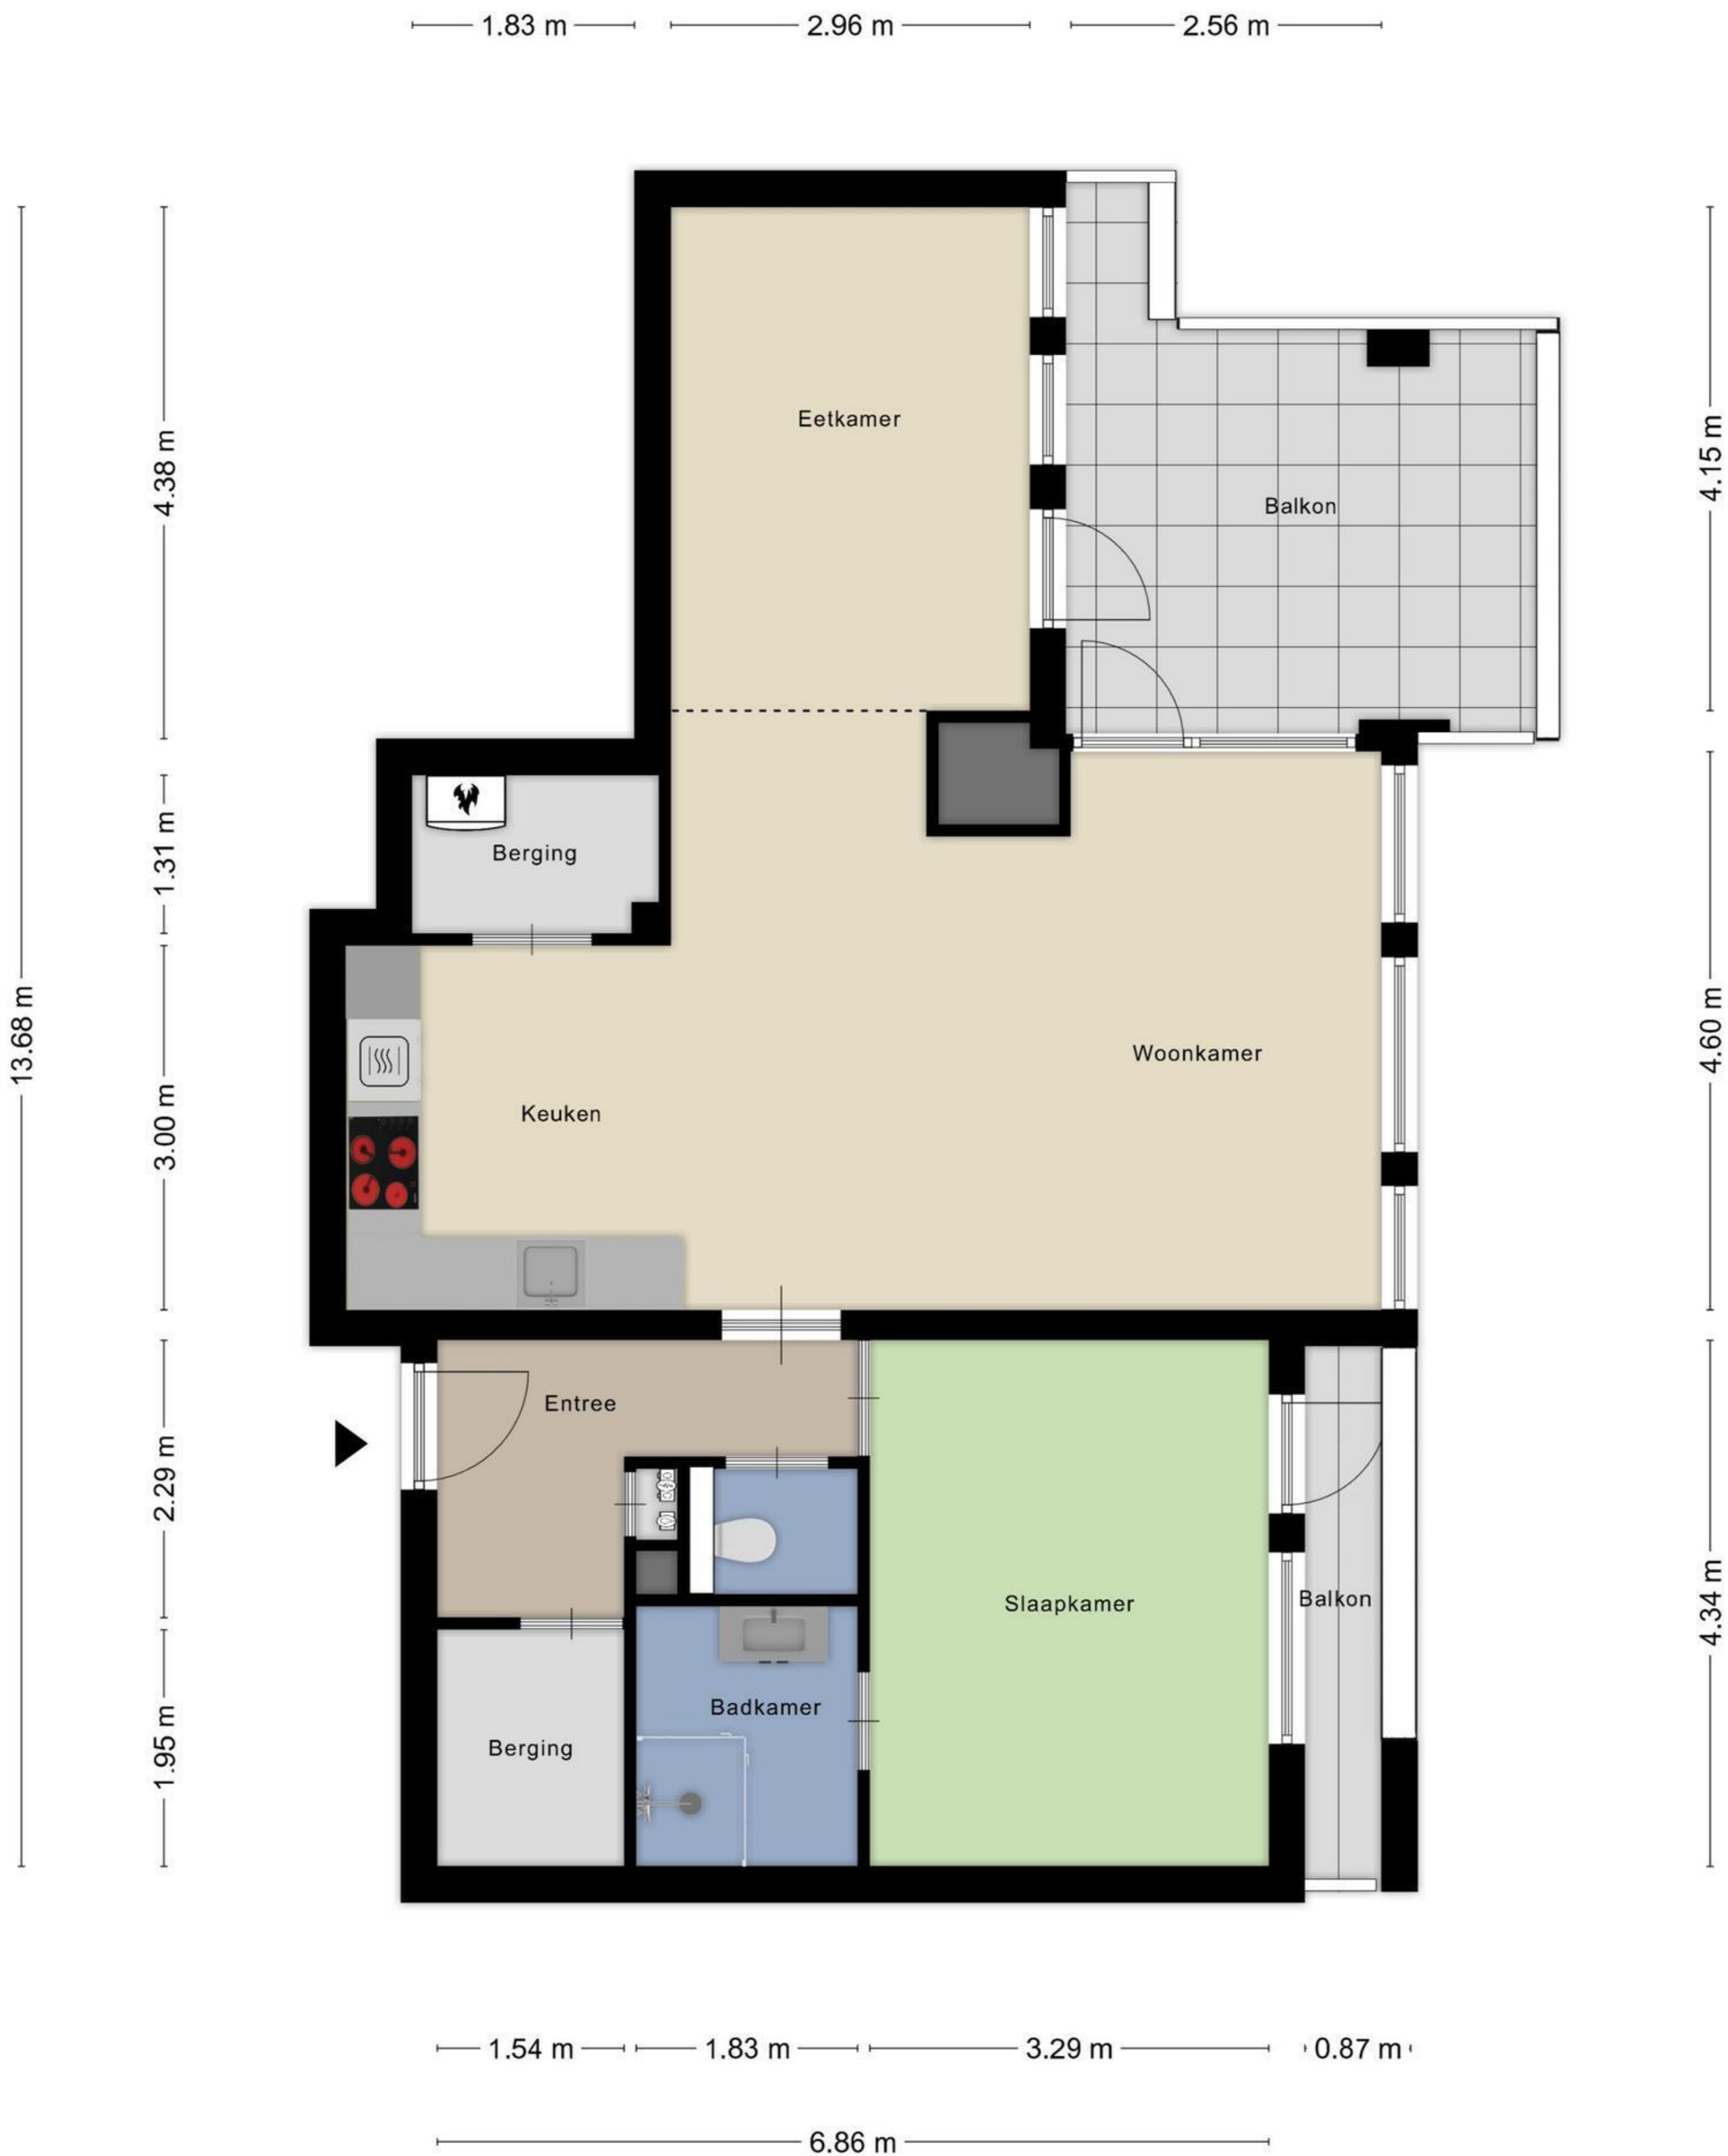 1.83 m
2.96 m
2.56 m
4.38 m
4.15 m
Eetkamer
Balkon
1.31 m
Berging
13.68 m
4.60 m
Woonkamer
3.00 m
Keuken
Entree
2.29 m
Slaapkamer
Balkon
4.34 m
Badkamer
Berging
1.95 m
1.54 m
1.83 m
3.29 m
0.87 m
6.86 m